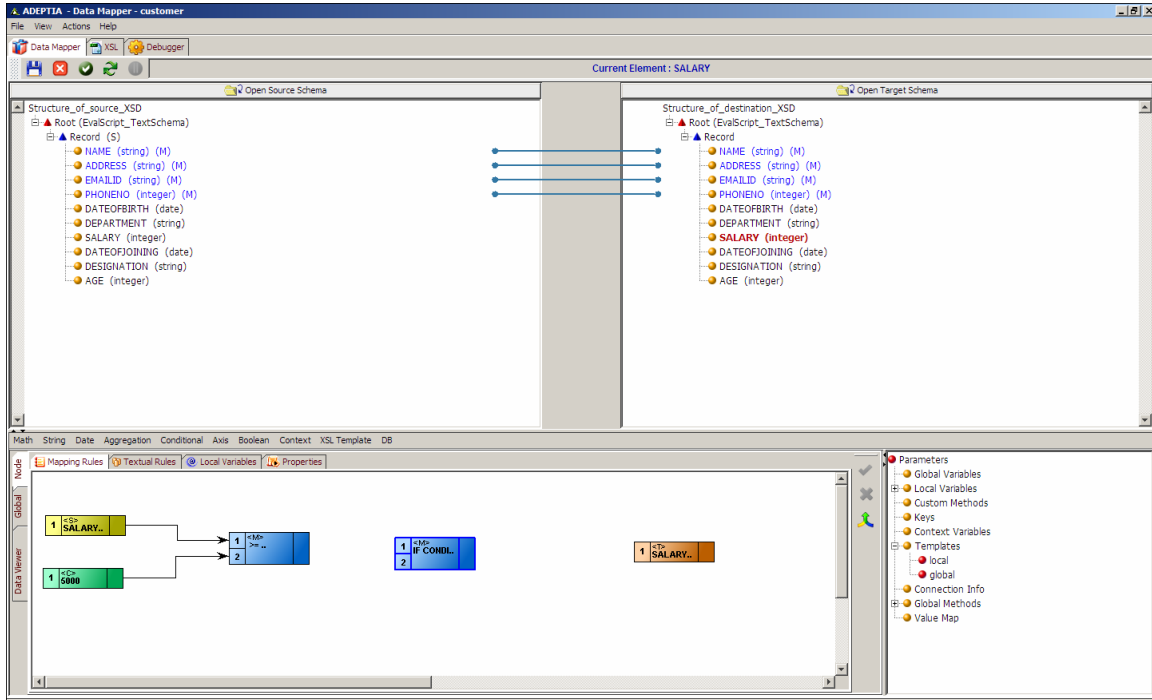 ADEPTIA - Data Mapper - customer
File View Actions Help
Data Mapper XSL Debugger
Current Element : SALARY
Open Source Schema
Structure_of_source_XSD
Root (EvalScript_TextSchema)
Record (S)
NAME (string) (M)
ADDRESS (string) (M)
EMAILID (string) (M)
PHONENO (integer) (M)
DATEOFBIRTH (date)
DEPARTMENT (string)
SALARY (integer)
DATEOFJOINING (date)
DESIGNATION (string)
AGE (integer)
Open Target Schema
Structure_of_destination_XSD
Root (EvalScript_TextSchema)
Record
NAME (string) (M)
ADDRESS (string) (M)
EMAILID (string) (M)
PHONENO (integer) (M)
DATEOFBIRTH (date)
DEPARTMENT (string)
SALARY (integer)
DATEOFJOINING (date)
DESIGNATION (string)
AGE (integer)
Math String Date Aggregation Conditional Axis Boolean Context XSL Template DB
Node
Global
Data Viewer
Mapping Rules Textual Rules @ Local Variables Properties
1 <S> SALARY..
1 <C> 5000
1 <M> >= ..
2
1 <M> IF CONDI..
2
1 <T> SALARY..
Parameters
Global Variables
Local Variables
Custom Methods
Keys
Context Variables
Templates
local
global
Connection Info
Global Methods
Value Map